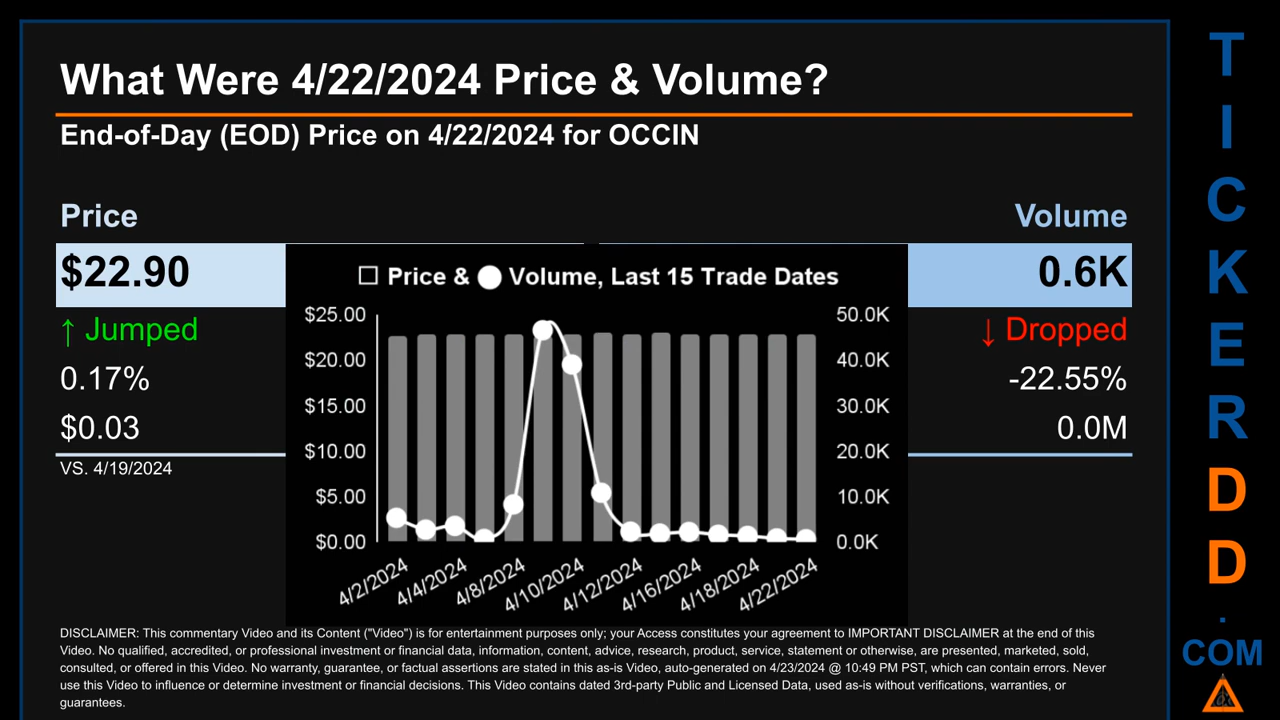 What Were 4/22/2024 Price & Volume?
End-of-Day (EOD) Price on 4/22/2024 for OCCIN
Price
Volume
$22.90
0.6K
↑ Jumped
↓ Dropped
0.17%
-22.55%
$0.03
0.0M
VS. 4/19/2024
Price & Volume, Last 15 Trade Dates
$25.00
50.0K
$20.00
40.0K
$15.00
30.0K
$10.00
20.0K
$5.00
10.0K
$0.00
0.0K
4/2/2024
4/4/2024
4/8/2024
4/10/2024
4/12/2024
4/16/2024
4/18/2024
4/22/2024
DISCLAIMER: This commentary Video and its Content ("Video") is for entertainment purposes only; your Access constitutes your agreement to IMPORTANT DISCLAIMER at the end of this
Video. No qualified, accredited, or professional investment or financial data, information, content, advice, research, product, service, statement or otherwise, are presented, marketed, sold,
consulted, or offered in this Video. No warranty, guarantee, or factual assertions are stated in this as-is Video, auto-generated on 4/23/2024 @ 10:49 PM PST, which can contain errors. Never
use this Video to influence or determine investment or financial decisions. This Video contains dated 3rd-party Public and Licensed Data, used as-is without verifications, warranties, or
guarantees.
T
I
C
K
E
R
D
D
.
COM